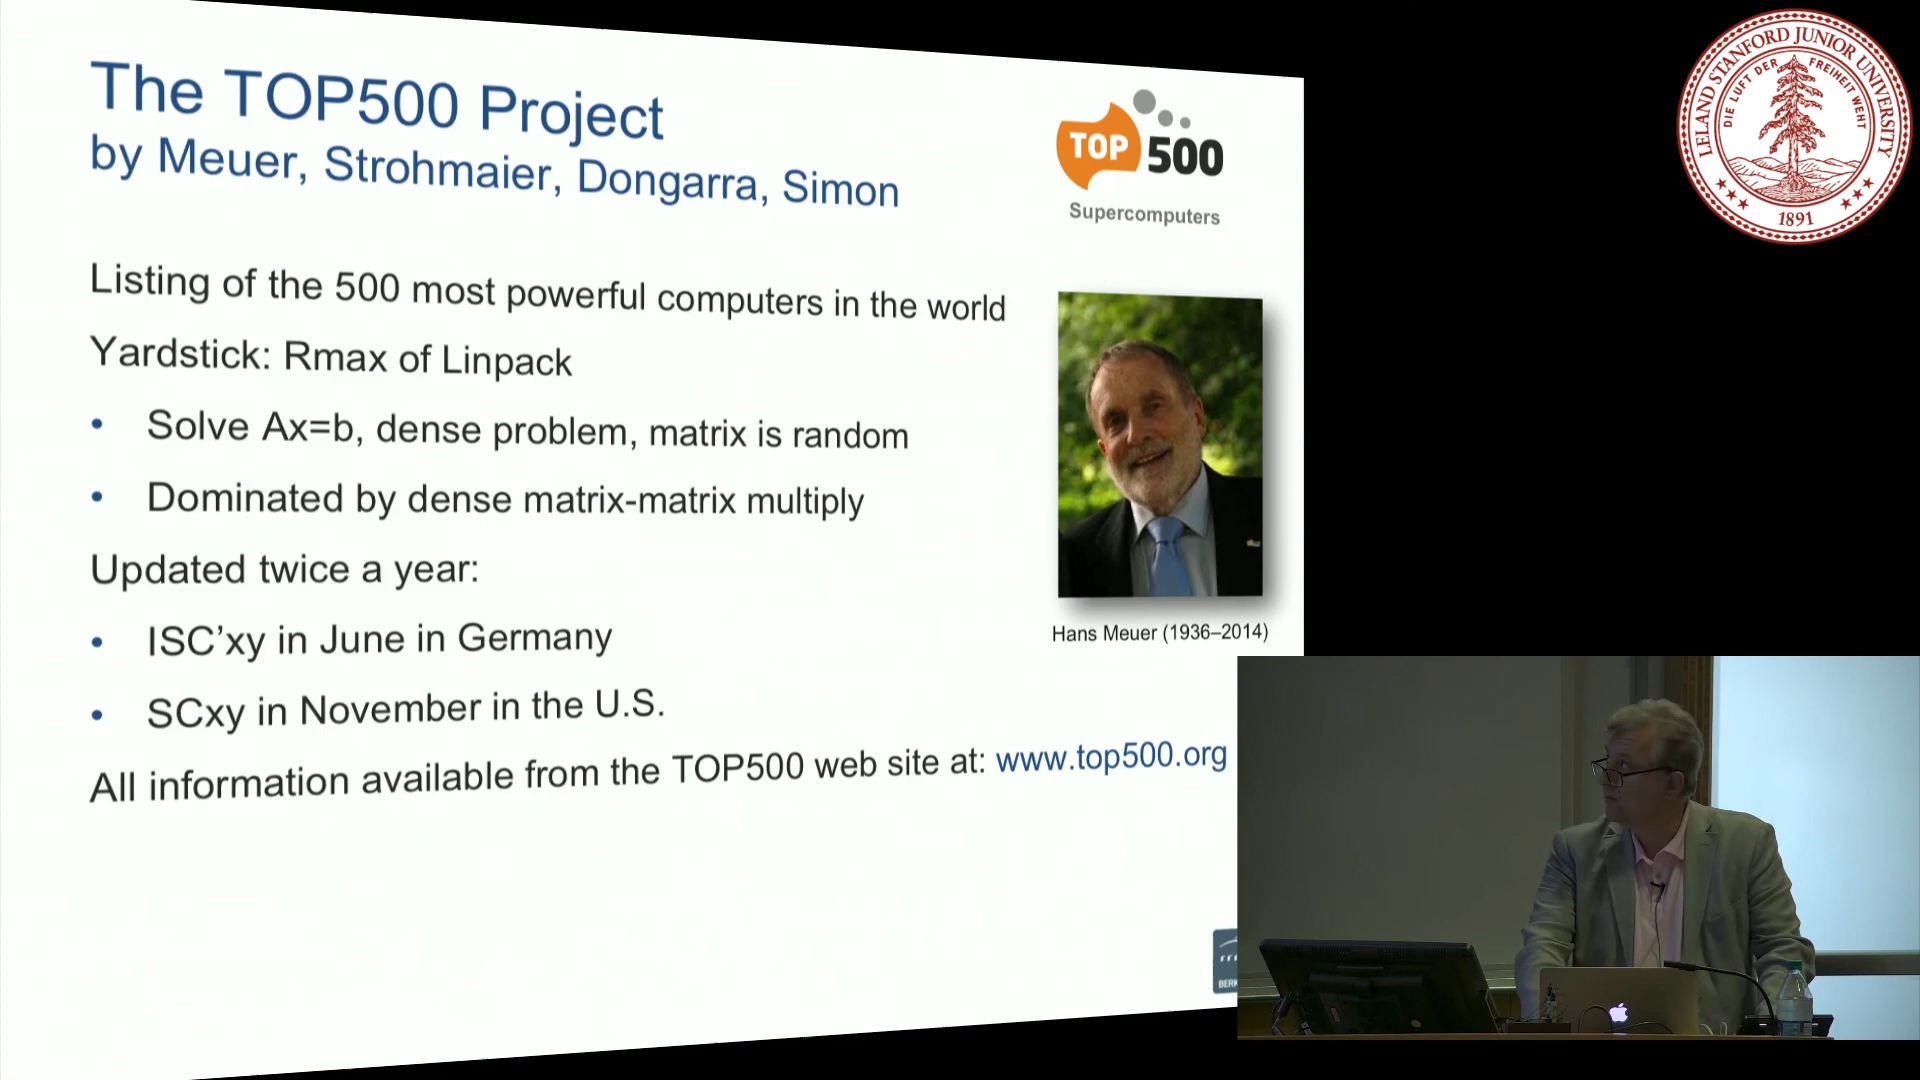 The TOP500 Project
by Meuer, Strohmaier, Dongarra, Simon
TOP 500
Supercomputers
Listing of the 500 most powerful computers in the world
Yardstick: Rmax of Linpack
• Solve Ax=b, dense problem, matrix is random
• Dominated by dense matrix-matrix multiply
Updated twice a year:
• ISC’xy in June in Germany
• SCxy in November in the U.S.
All information available from the TOP500 web site at: www.top500.org
Hans Meuer (1936–2014)
LELAND STANFORD JUNIOR UNIVERSITY
DIE LUFT DER FREIHEIT WEHT
1891